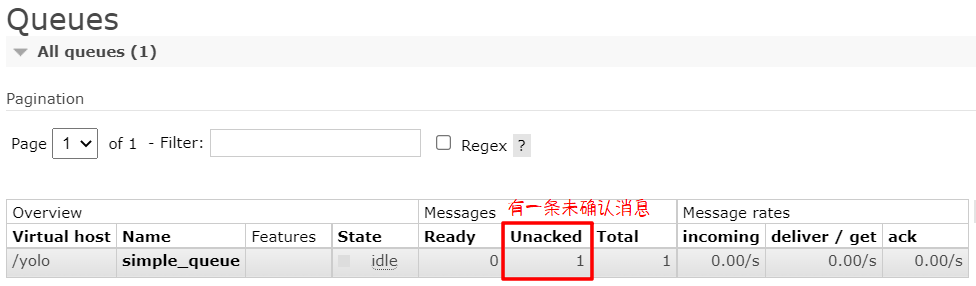 Queues
All queues (1)
Pagination
Page 1 of 1 - Filter: Regex ?
Overview Messages 有一条未确认消息 Message rates
Virtual host Name Features State Ready Unacked Total incoming deliver / get ack
/yolo simple_queue idle 0 1 1 0.00/s 0.00/s 0.00/s